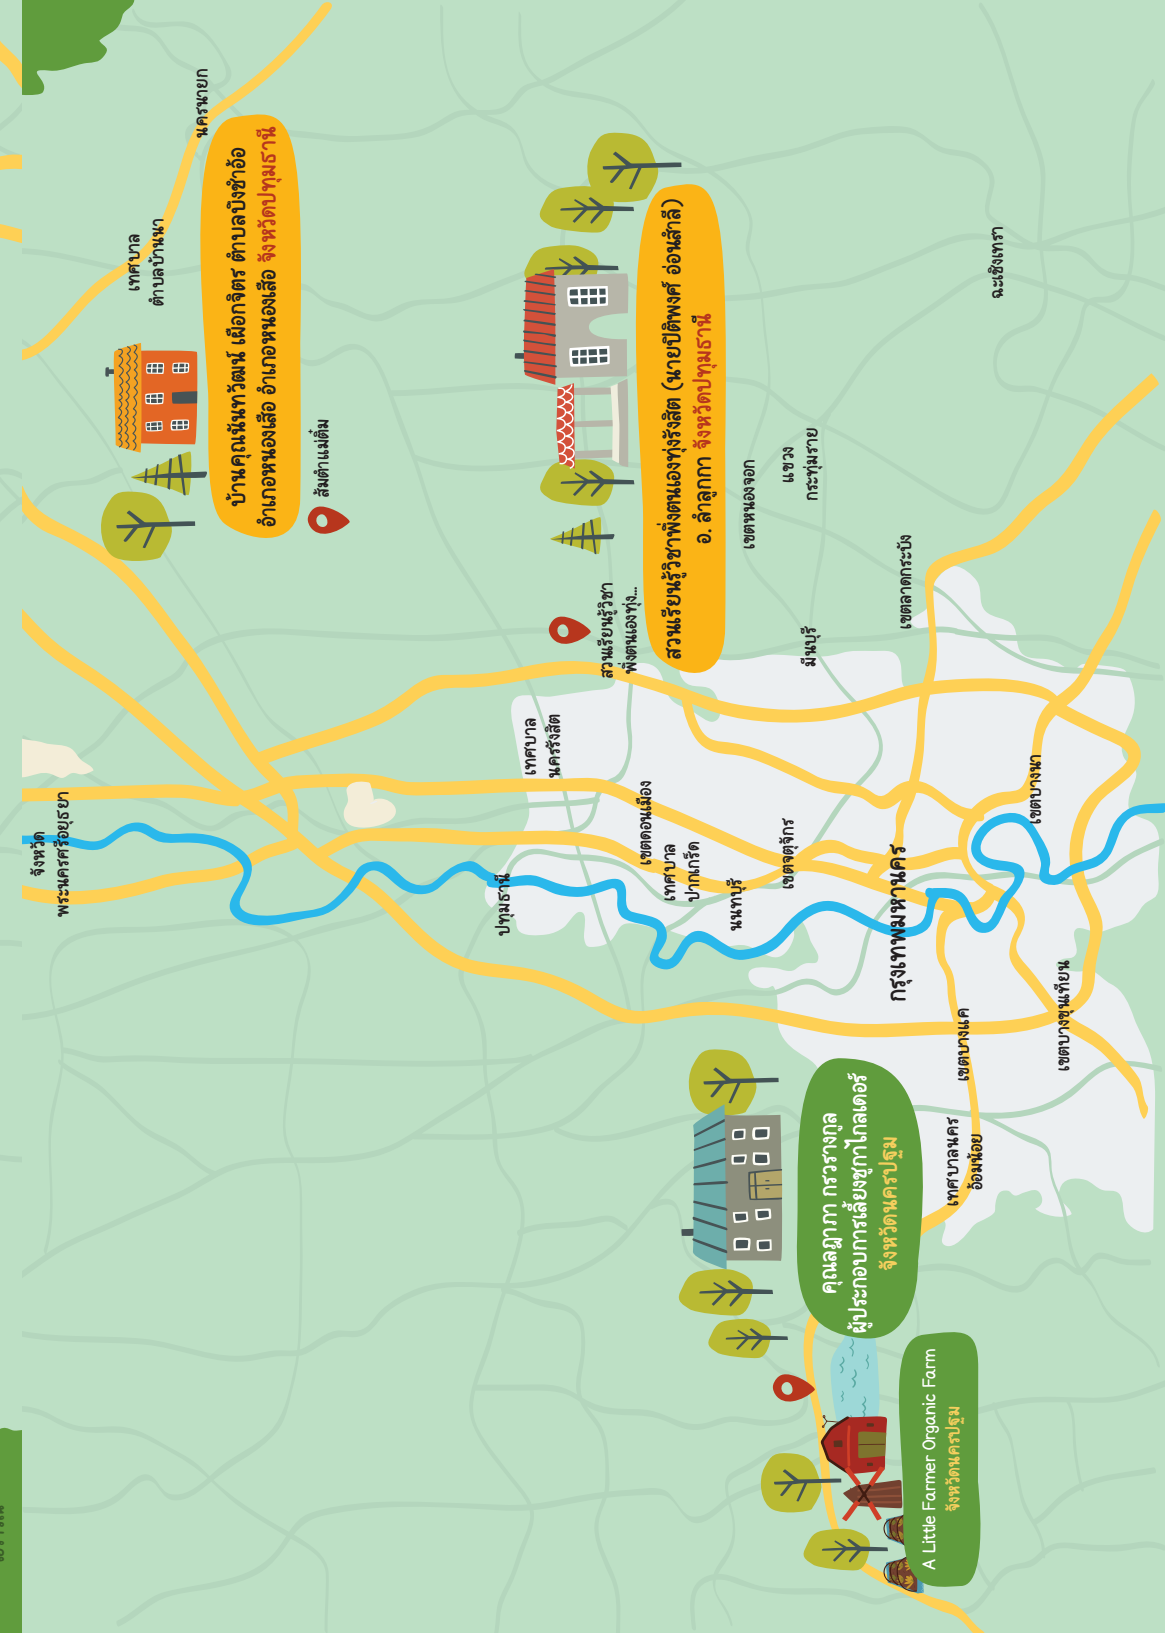 จังหวัด
พระนครศรีอยุธยา
เทศบาล
ตำบลบ้านนา
นครนายก
บ้านคุณนันทวัฒน์ เผือกจิตร ตำบลบึงชำอ้อ
อำเภอหนองเสือ อำเภอหนองเสือ จังหวัดปทุมธานี
ส้มตำแม่ติ๋ม
ปทุมธานี
เทศบาล
นครรังสิต
สวนเรียนรู้วิชา
พึ่งตนเองทุ่ง...
สวนเรียนรู้วิชาพึ่งตนเองทุ่งรังสิต (นายปิติพงศ์ อ่อนสำลี)
อ. ลำลูกกา จังหวัดปทุมธานี
เขตดอนเมือง
เทศบาล
ปากเกร็ด
นนทบุรี
เขตหนองจอก
เขตจตุจักร
มีนบุรี
แขวง
กระทุ่มราย
คุณลฎาภา กรวรางกุล
ผู้ประกอบการเลี้ยงชูกาไกลเดอร์
จังหวัดนครปฐม
กรุงเทพมหานคร
เขตลาดกระบัง
A Little Farmer Organic Farm
จังหวัดนครปฐม
เทศบาลนคร
อ้อมน้อย
เขตบางแค
ฉะเชิงเทรา
เขตบางนา
เขตบางขุนเทียน